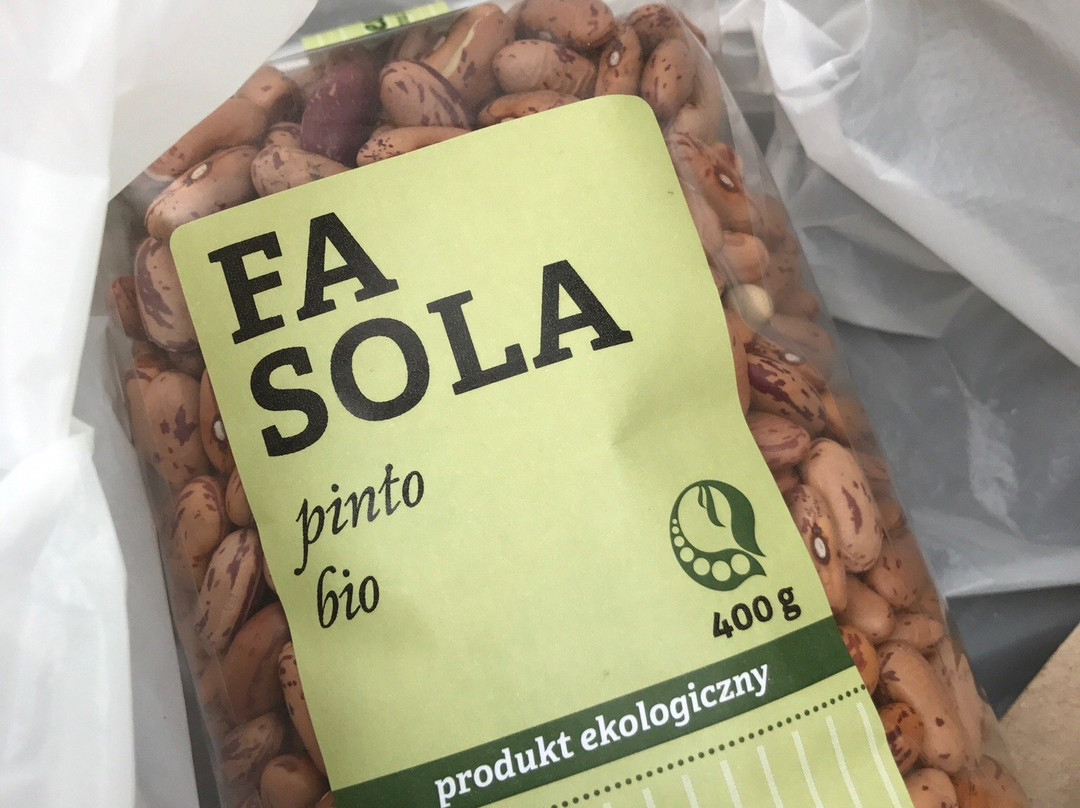 FA
SOLA
pinto
bio
400 g
produkt ekologiczny